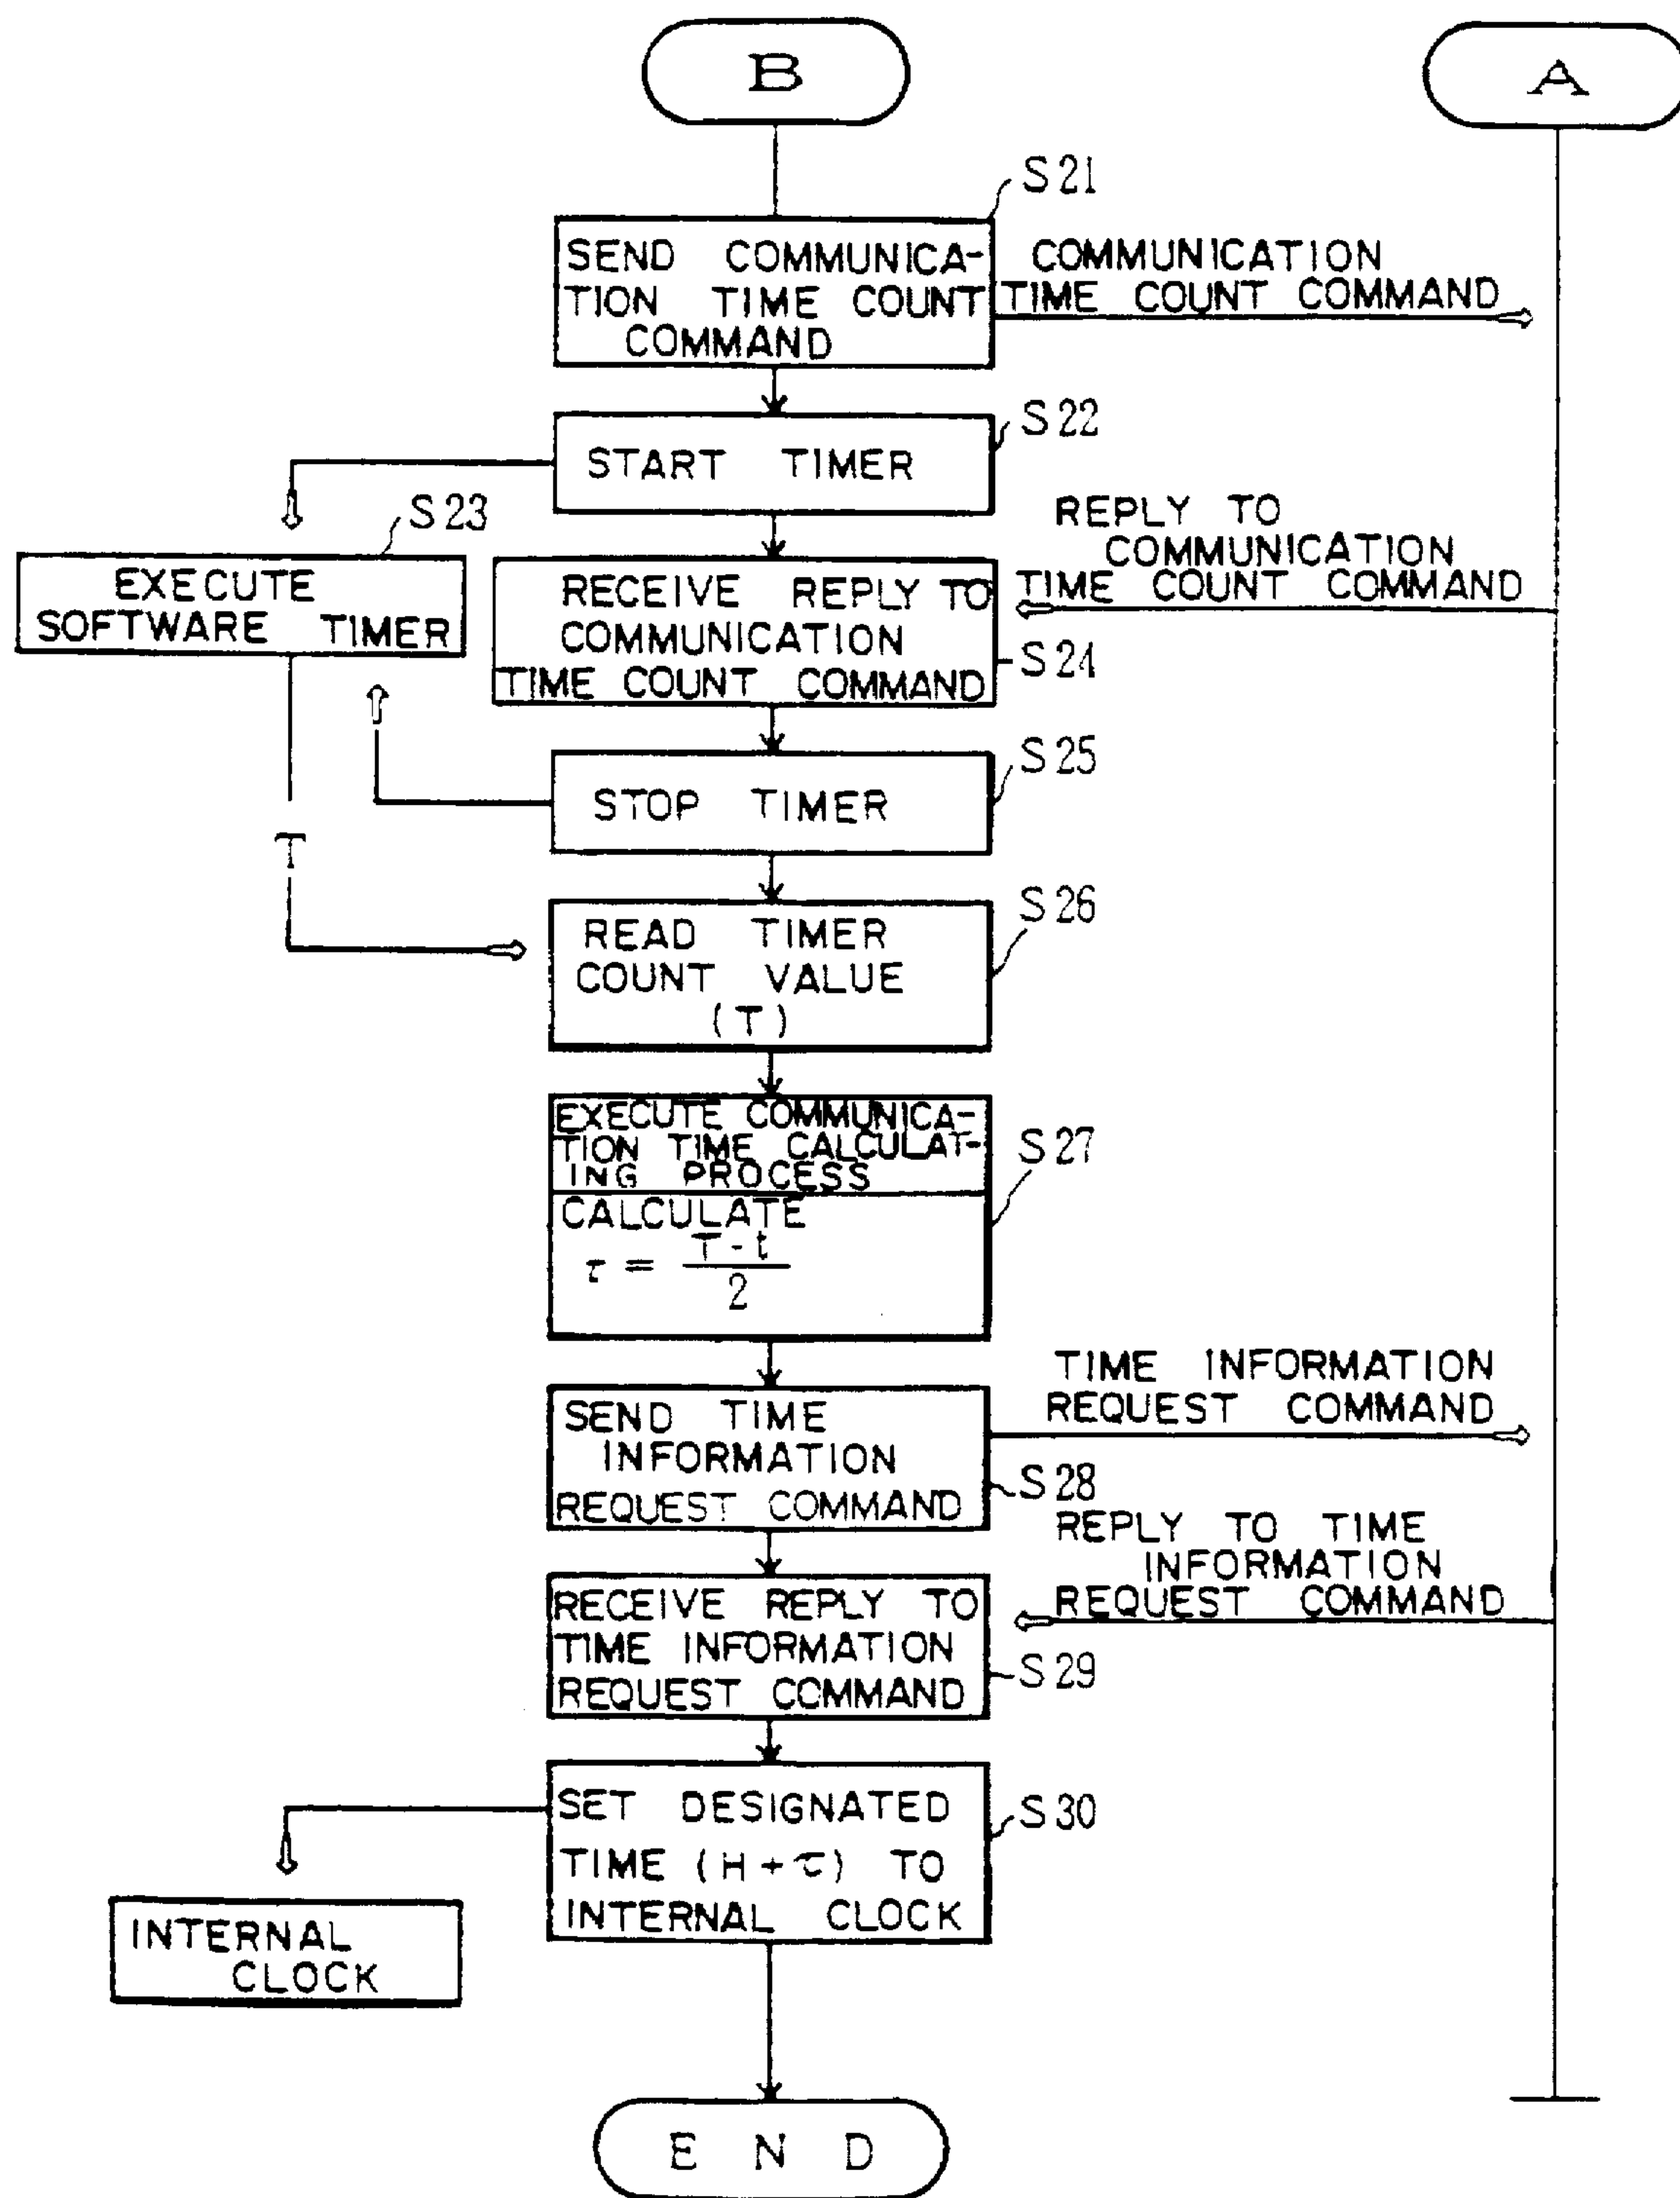 B
A
S21
SEND COMMUNICA-
TION TIME COUNT
COMMAND
COMMUNICATION
TIME COUNT COMMAND
S22
START TIMER
S23
EXECUTE
SOFTWARE TIMER
REPLY TO
COMMUNICATION
TIME COUNT COMMAND
RECEIVE REPLY TO
COMMUNICATION
TIME COUNT COMMAND
S24
S25
STOP TIMER
T
S26
READ TIMER
COUNT VALUE
(T)
EXECUTE COMMUNICA-
TION TIME CALCULAT-
ING PROCESS
S27
CALCULATE
τ = T-t
2
TIME INFORMATION
REQUEST COMMAND
SEND TIME
INFORMATION
REQUEST COMMAND
S28
REPLY TO TIME
INFORMATION
REQUEST COMMAND
RECEIVE REPLY TO
TIME INFORMATION
REQUEST COMMAND
S29
SET DESIGNATED
TIME (H+τ) TO
INTERNAL CLOCK
S30
INTERNAL
CLOCK
END